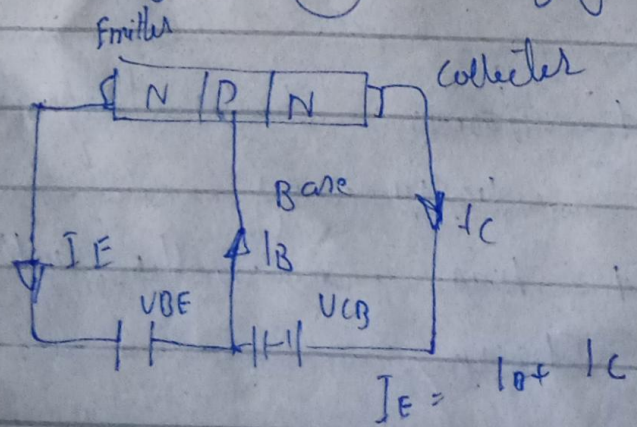 Emitter
Collector
N P N
Base
IE
IB
IC
VBE
VCB
IE = IB + IC